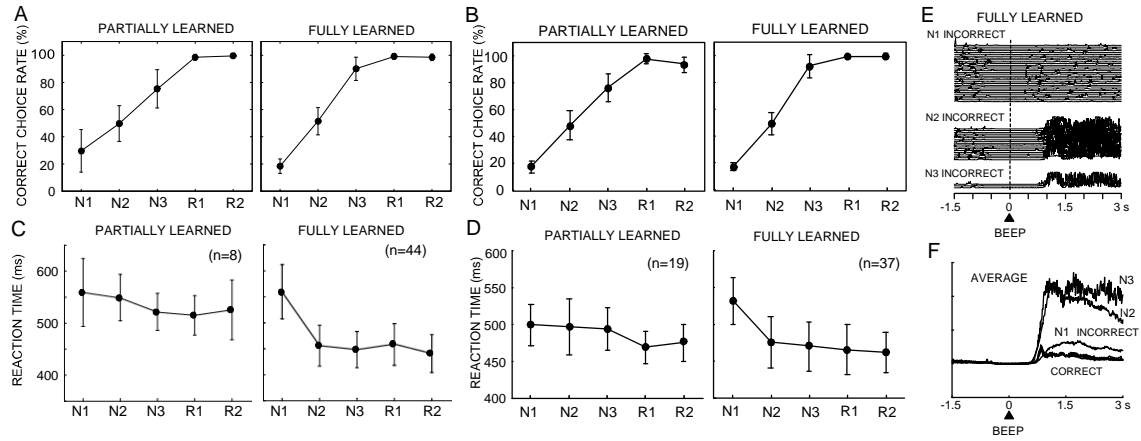 A
PARTIALLY LEARNED
FULLY LEARNED
CORRECT CHOICE RATE (%)
100
80
60
40
20
0
N1 N2 N3 R1 R2
N1 N2 N3 R1 R2
B
PARTIALLY LEARNED
FULLY LEARNED
CORRECT CHOICE RATE (%)
100
80
60
40
20
0
N1 N2 N3 R1 R2
N1 N2 N3 R1 R2
C
PARTIALLY LEARNED
FULLY LEARNED
(n=8)
(n=44)
REACTION TIME (ms)
600
500
400
N1 N2 N3 R1 R2
N1 N2 N3 R1 R2
D
PARTIALLY LEARNED
FULLY LEARNED
(n=19)
(n=37)
REACTION TIME (ms)
600
550
500
450
400
N1 N2 N3 R1 R2
N1 N2 N3 R1 R2
E
FULLY LEARNED
N1 INCORRECT
N2 INCORRECT
N3 INCORRECT
-1.5 0 1.5 3 s
BEEP
F
AVERAGE
N3
N2
N1 INCORRECT
CORRECT
-1.5 0 1.5 3 s
BEEP